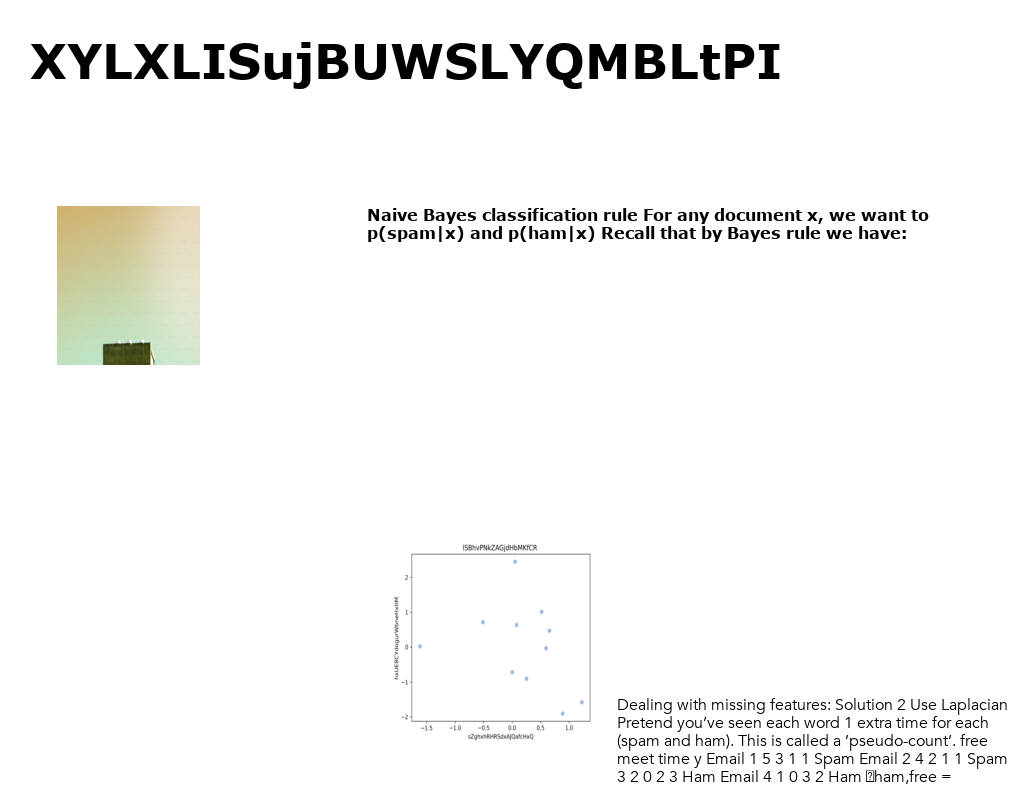 XYLXLISujBUWSLYQMBLtPI
Naive Bayes classification rule For any document x, we want to
p(spam|x) and p(ham|x) Recall that by Bayes rule we have:
2
1
0
−1
−2
−1.5 −1.0 −0.5 0.0 0.5 1.0
Dealing with missing features: Solution 2 Use Laplacian
Pretend you’ve seen each word 1 extra time for each
(spam and ham). This is called a ‘pseudo-count’. free
meet time y Email 1 5 3 1 1 Spam Email 2 4 2 1 1 Spam
3 2 0 2 3 Ham Email 4 1 0 3 2 Ham ham,free =